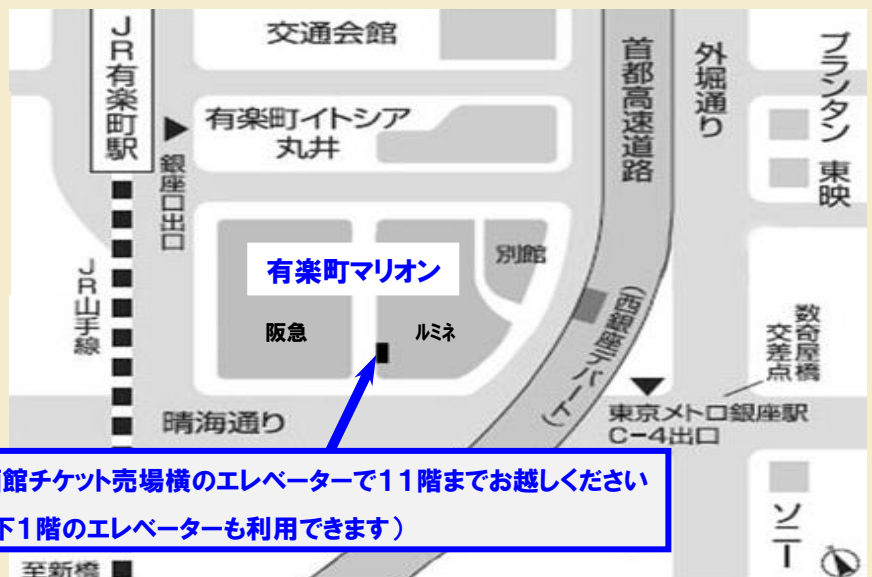 JR有楽町駅
交通会館
首都高速道路
外堀通り
プランタン
東映
有楽町イトシア
丸井
銀座口出口
有楽町マリオン
別館
阪急
ルミネ
JR山手線
(西銀座デパート)
数寄屋橋
交差点
晴海通り
東京メトロ銀座駅
C-4出口
館チケット売場横のエレベーターで11階までお越しください
下1階のエレベーターも利用できます)
ソニー
至新橋